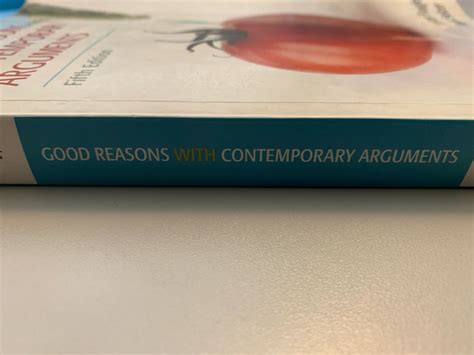 ARGUMENTS
Fifth Edition
GOOD REASONS WITH CONTEMPORARY ARGUMENTS